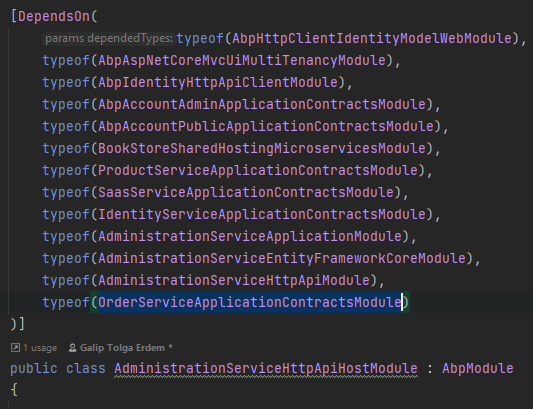 [DependsOn(
params dependedTypes: typeof(AbpHttpClientIdentityModelWebModule),
typeof(AbpAspNetCoreMvcUiMultiTenancyModule),
typeof(AbpIdentityHttpApiClientModule),
typeof(AbpAccountAdminApplicationContractsModule),
typeof(AbpAccountPublicApplicationContractsModule),
typeof(BookStoreSharedHostingMicroservicesModule),
typeof(ProductServiceApplicationContractsModule),
typeof(SaasServiceApplicationContractsModule),
typeof(IdentityServiceApplicationContractsModule),
typeof(AdministrationServiceApplicationModule),
typeof(AdministrationServiceEntityFrameworkCoreModule),
typeof(AdministrationServiceHttpApiModule),
typeof(OrderServiceApplicationContractsModule)
)]
1 usage Galip Tolga Erdem *
public class AdministrationServiceHttpApiHostModule : AbpModule
{